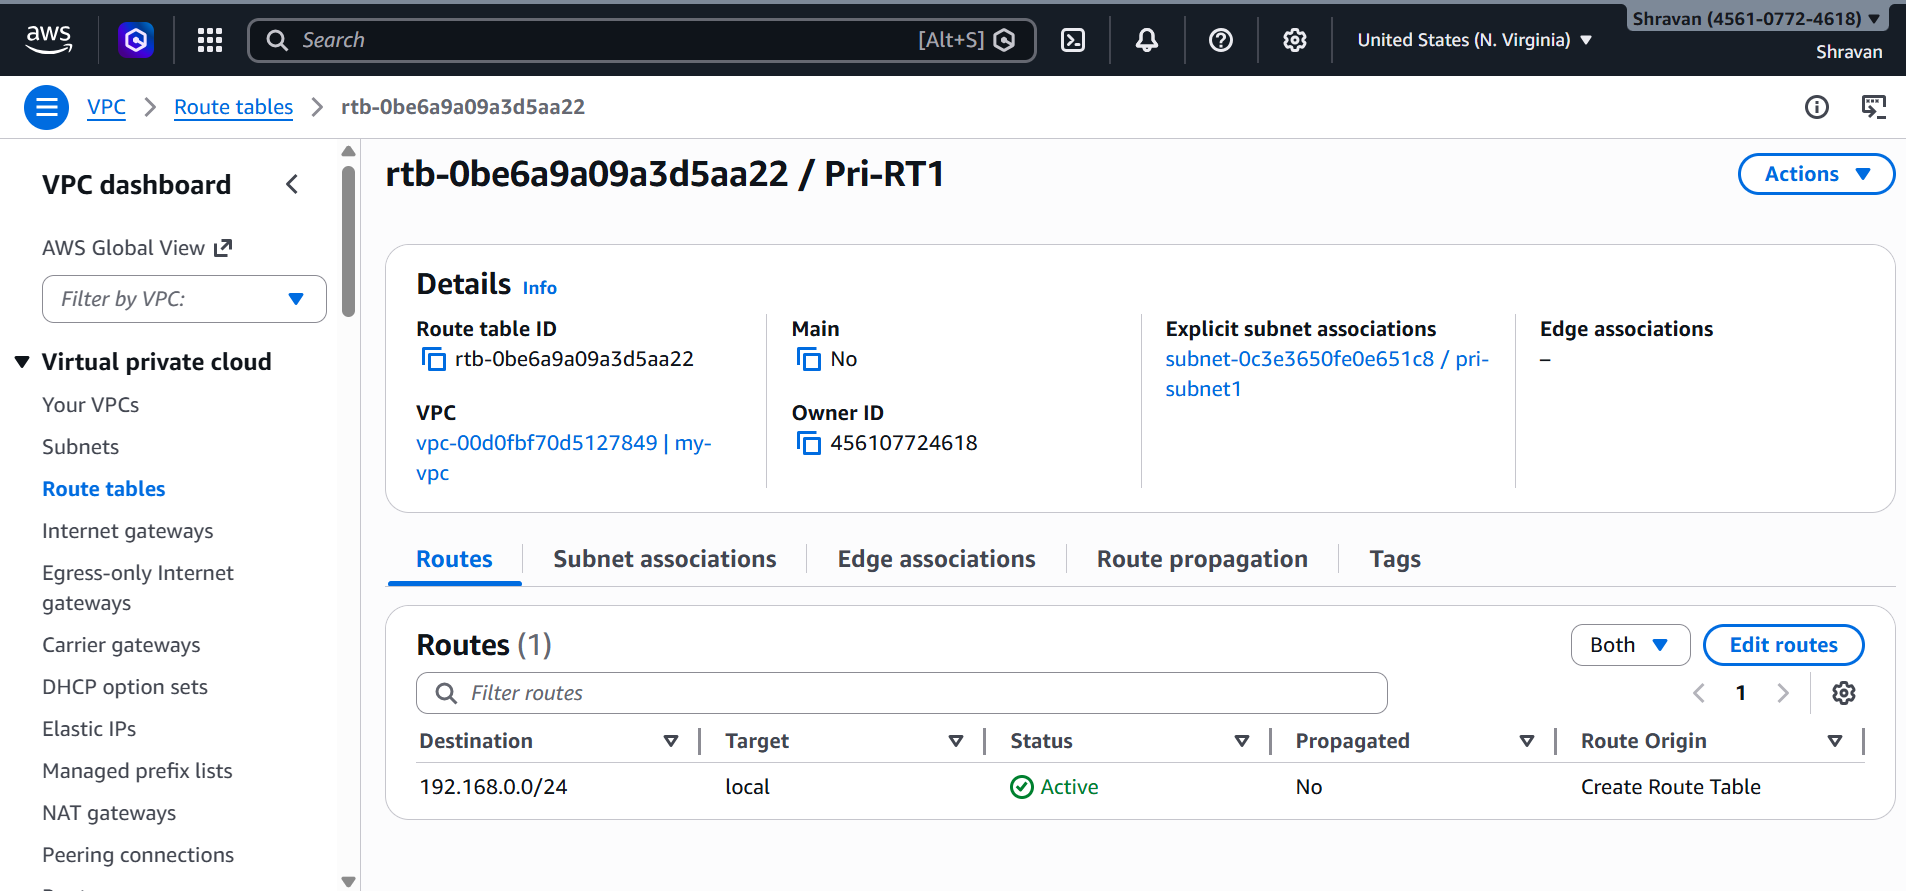 aws
Search
[Alt+S]
United States (N. Virginia)
Shravan (4561-0772-4618)
Shravan
VPC
Route tables
rtb-0be6a9a09a3d5aa22
VPC dashboard
AWS Global View
Filter by VPC:
Virtual private cloud
Your VPCs
Subnets
Route tables
Internet gateways
Egress-only Internet
gateways
Carrier gateways
DHCP option sets
Elastic IPs
Managed prefix lists
NAT gateways
Peering connections
rtb-0be6a9a09a3d5aa22 / Pri-RT1
Actions
Details Info
Route table ID
rtb-0be6a9a09a3d5aa22
Main
No
Explicit subnet associations
subnet-0c3e3650fe0e651c8 / pri-
subnet1
Edge associations
–
VPC
vpc-00d0fbf70d5127849 | my-
vpc
Owner ID
456107724618
Routes
Subnet associations
Edge associations
Route propagation
Tags
Routes (1)
Both
Edit routes
Filter routes
1
Destination Target Status Propagated Route Origin
192.168.0.0/24 local Active No Create Route Table